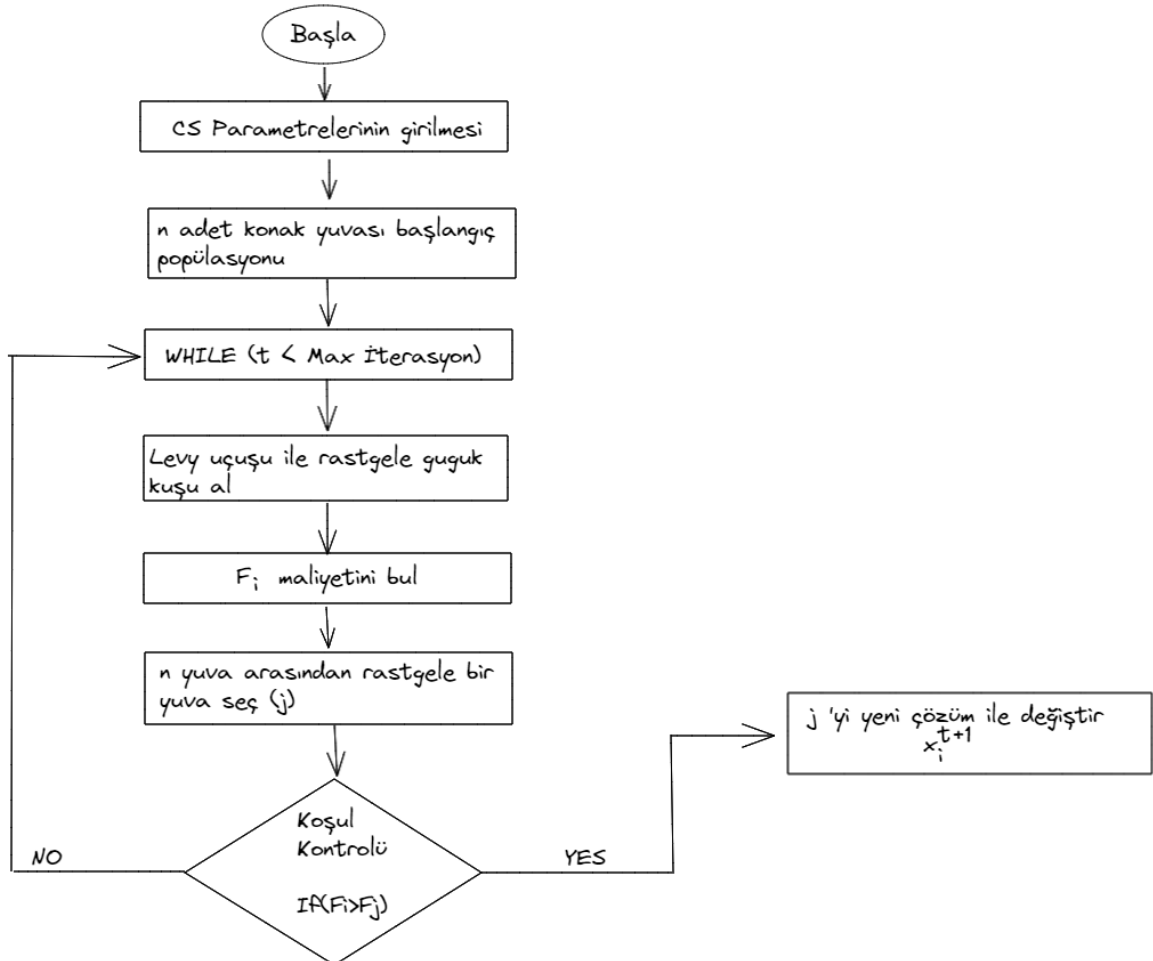 Başla
CS Parametrelerinin girilmesi
n adet konak yuvası başlangıç
popülasyonu
WHILE (t < Max İterasyon)
Levy uçuşu ile rastgele guguk
kuşu al
Fi maliyetini bul
n yuva arasından rastgele bir
yuva seç (j)
j 'yi yeni çözüm ile değiştir
xi^t+1
Koşul
Kontrolü
NO
YES
If(Fi>Fj)